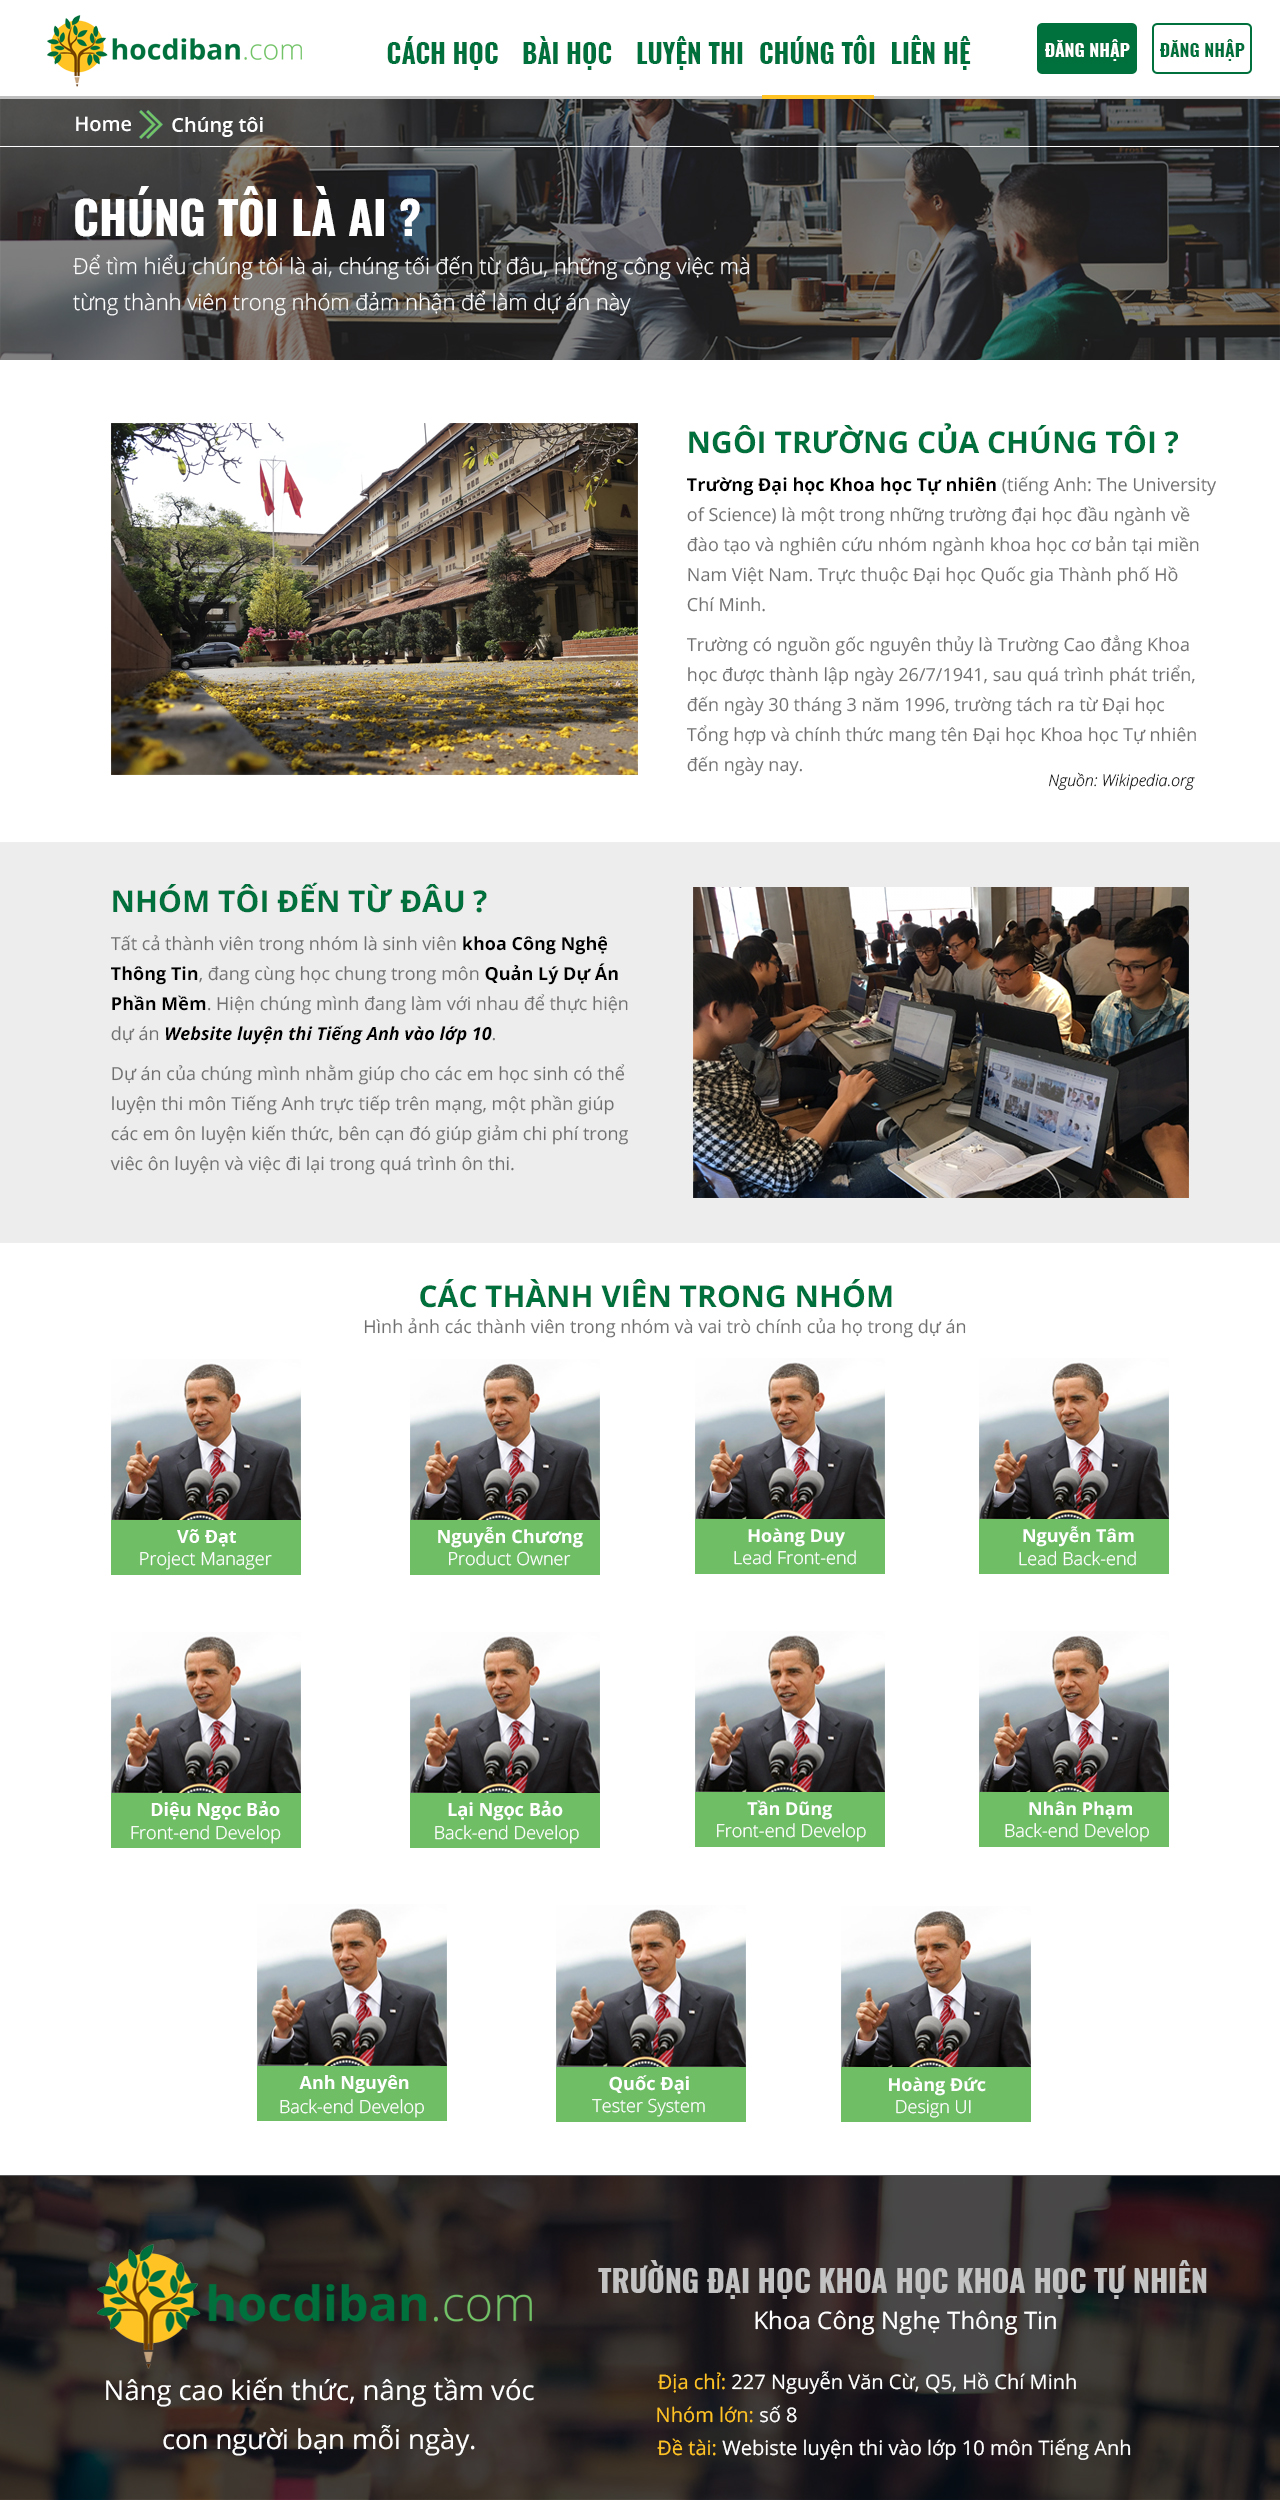 hocdiban.com
CÁCH HỌC BÀI HỌC LUYỆN THI CHÚNG TÔI LIÊN HỆ
ĐĂNG NHẬP ĐĂNG NHẬP
Home Chúng tôi
CHÚNG TÔI LÀ AI ?
Để tìm hiểu chúng tôi là ai, chúng tối đến từ đâu, những công việc mà
từng thành viên trong nhóm đảm nhận để làm dự án này
NGÔI TRƯỜNG CỦA CHÚNG TÔI ?
Trường Đại học Khoa học Tự nhiên (tiếng Anh: The University
of Science) là một trong những trường đại học đầu ngành về
đào tạo và nghiên cứu nhóm ngành khoa học cơ bản tại miền
Nam Việt Nam. Trực thuộc Đại học Quốc gia Thành phố Hồ
Chí Minh.
Trường có nguồn gốc nguyên thủy là Trường Cao đẳng Khoa
học được thành lập ngày 26/7/1941, sau quá trình phát triển,
đến ngày 30 tháng 3 năm 1996, trường tách ra từ Đại học
Tổng hợp và chính thức mang tên Đại học Khoa học Tự nhiên
đến ngày nay.
Nguồn: Wikipedia.org
NHÓM TÔI ĐẾN TỪ ĐÂU ?
Tất cả thành viên trong nhóm là sinh viên khoa Công Nghệ
Thông Tin, đang cùng học chung trong môn Quản Lý Dự Án
Phần Mềm. Hiện chúng mình đang làm với nhau để thực hiện
dự án Website luyện thi Tiếng Anh vào lớp 10.
Dự án của chúng mình nhằm giúp cho các em học sinh có thể
luyện thi môn Tiếng Anh trực tiếp trên mạng, một phần giúp
các em ôn luyện kiến thức, bên cạn đó giúp giảm chi phí trong
viêc ôn luyện và việc đi lại trong quá trình ôn thi.
CÁC THÀNH VIÊN TRONG NHÓM
Hình ảnh các thành viên trong nhóm và vai trò chính của họ trong dự án
Võ Đạt
Project Manager
Nguyễn Chương
Product Owner
Hoàng Duy
Lead Front-end
Nguyễn Tâm
Lead Back-end
Diệu Ngọc Bảo
Front-end Develop
Lại Ngọc Bảo
Back-end Develop
Tần Dũng
Front-end Develop
Nhân Phạm
Back-end Develop
Anh Nguyên
Back-end Develop
Quốc Đại
Tester System
Hoàng Đức
Design UI
hocdiban.com
Nâng cao kiến thức, nâng tầm vóc
con người bạn mỗi ngày.
TRƯỜNG ĐẠI HỌC KHOA HỌC KHOA HỌC TỰ NHIÊN
Khoa Công Nghệ Thông Tin
Địa chỉ: 227 Nguyễn Văn Cừ, Q5, Hồ Chí Minh
Nhóm lớn: số 8
Đề tài: Webiste luyện thi vào lớp 10 môn Tiếng Anh